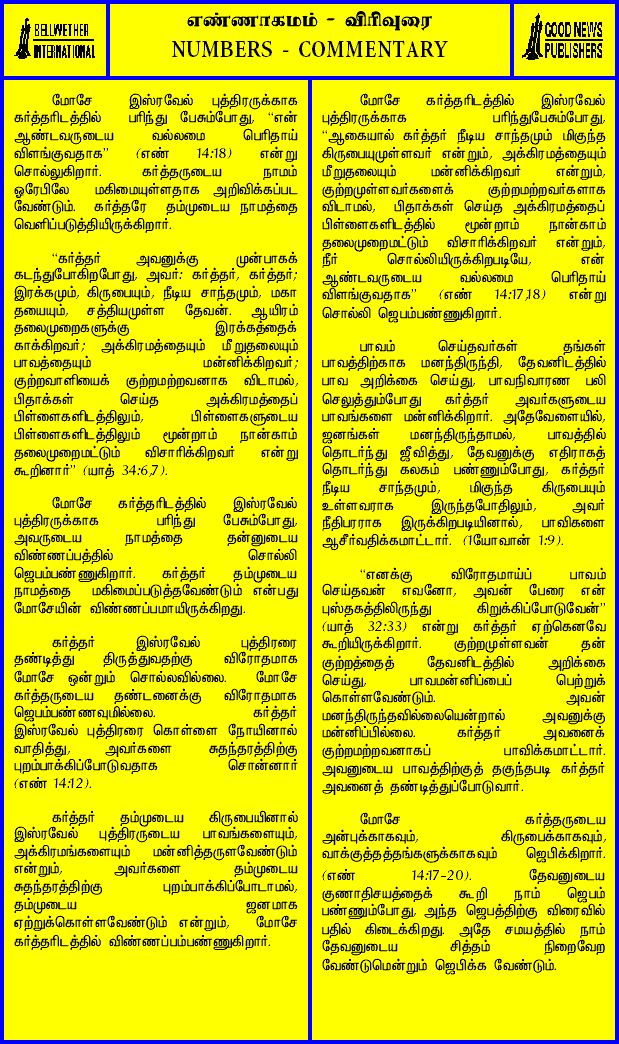 BELLWETHER
INTERNATIONAL
எண்ணாகமம் - விரிவுரை
NUMBERS - COMMENTARY
GOOD NEWS
PUBLISHERS
மோசே இஸ்ரவேல் புத்திரருக்காக
கர்த்தரிடத்தில் பரிந்து பேசும்போது, “என்
ஆண்டவருடைய வல்லமை பெரிதாய்
விளங்குவதாக” (எண் 14:18) என்று
சொல்லுகிறார். கர்த்தருடைய நாமம்
ஓரேபிலே மகிமையுள்ளதாக அறிவிக்கப்பட
வேண்டும். கர்த்தரே தம்முடைய நாமத்தை
வெளிப்படுத்தியிருக்கிறார்.
“கர்த்தர் அவனுக்கு முன்பாகக்
கடந்துபோகிறபோது, அவர்: கர்த்தர், கர்த்தர்;
இரக்கமும், கிருபையும், நீடிய சாந்தமும், மகா
தயையும், சத்தியமுள்ள தேவன். ஆயிரம்
தலைமுறைகளுக்கு இரக்கத்தைக்
காக்கிறவர்; அக்கிரமத்தையும் மீறுதலையும்
பாவத்தையும் மன்னிக்கிறவர்;
குற்றவாளியைக் குற்றமற்றவனாக விடாமல்,
பிதாக்கள் செய்த அக்கிரமத்தைப்
பிள்ளைகளிடத்திலும், பிள்ளைகளுடைய
பிள்ளைகளிடத்திலும் மூன்றாம் நான்காம்
தலைமுறைமட்டும் விசாரிக்கிறவர் என்று
கூறினார்” (யாத் 34:6,7).
மோசே கர்த்தரிடத்தில் இஸ்ரவேல்
புத்திரருக்காக பரிந்து பேசும்போது,
அவருடைய நாமத்தை தன்னுடைய
விண்ணப்பத்தில் சொல்லி
ஜெபம்பண்ணுகிறார். கர்த்தர் தம்முடைய
நாமத்தை மகிமைப்படுத்தவேண்டும் என்பது
மோசேயின் விண்ணப்பமாயிருக்கிறது.
கர்த்தர் இஸ்ரவேல் புத்திரரை
தண்டித்து திருத்துவதற்கு விரோதமாக
மோசே ஒன்றும் சொல்லவில்லை. மோசே
கர்த்தருடைய தண்டனைக்கு விரோதமாக
ஜெபம்பண்ணவுமில்லை. கர்த்தர்
இஸ்ரவேல் புத்திரரை கொள்ளை நோயினால்
வாதித்து, அவர்களை சுதந்தரத்திற்கு
புறம்பாக்கிப்போடுவதாக சொன்னார்
(எண் 14:12).
கர்த்தர் தம்முடைய கிருபையினால்
இஸ்ரவேல் புத்திரருடைய பாவங்களையும்,
அக்கிரமங்களையும் மன்னித்தருளவேண்டும்
என்றும், அவர்களை தம்முடைய
சுதந்தரத்திற்கு புறம்பாக்கிப்போடாமல்,
தம்முடைய ஜனமாக
ஏற்றுக்கொள்ளவேண்டும் என்றும், மோசே
கர்த்தரிடத்தில் விண்ணப்பம்பண்ணுகிறார்.
மோசே கர்த்தரிடத்தில் இஸ்ரவேல்
புத்திரருக்காக பரிந்துபேசும்போது,
“ஆகையால் கர்த்தர் நீடிய சாந்தமும் மிகுந்த
கிருபையுமுள்ளவர் என்றும், அக்கிரமத்தையும்
மீறுதலையும் மன்னிக்கிறவர் என்றும்,
குற்றமுள்ளவர்களைக் குற்றமற்றவர்களாக
விடாமல், பிதாக்கள் செய்த அக்கிரமத்தைப்
பிள்ளைகளிடத்தில் மூன்றாம் நான்காம்
தலைமுறைமட்டும் விசாரிக்கிறவர் என்றும்,
நீர் சொல்லியிருக்கிறபடியே, என்
ஆண்டவருடைய வல்லமை பெரிதாய்
விளங்குவதாக” (எண் 14:17,18) என்று
சொல்லி ஜெபம்பண்ணுகிறார்.
பாவம் செய்தவர்கள் தங்கள்
பாவத்திற்காக மனந்திருந்தி, தேவனிடத்தில்
பாவ அறிக்கை செய்து, பாவநிவாரண பலி
செலுத்தும்போது கர்த்தர் அவர்களுடைய
பாவங்களை மன்னிக்கிறார். அதேவேளையில்,
ஜனங்கள் மனந்திருந்தாமல், பாவத்தில்
தொடர்ந்து ஜீவித்து, தேவனுக்கு எதிராகத்
தொடர்ந்து கலகம் பண்ணும்போது, கர்த்தர்
நீடிய சாந்தமும், மிகுந்த கிருபையும்
உள்ளவராக இருந்தபோதிலும், அவர்
நீதிபரராக இருக்கிறபடியினால், பாவிகளை
ஆசீர்வதிக்கமாட்டார். (1யோவான் 1:9).
“எனக்கு விரோதமாய்ப் பாவம்
செய்தவன் எவனோ, அவன் பேரை என்
புஸ்தகத்திலிருந்து கிறுக்கிப்போடுவேன்”
(யாத் 32:33) என்று கர்த்தர் ஏற்கெனவே
கூறியிருக்கிறார். குற்றமுள்ளவன் தன்
குற்றத்தைத் தேவனிடத்தில் அறிக்கை
செய்து, பாவமன்னிப்பைப் பெற்றுக்
கொள்ளவேண்டும். அவன்
மனந்திருந்தவில்லையென்றால் அவனுக்கு
மன்னிப்பில்லை. கர்த்தர் அவனைக்
குற்றமற்றவனாகப் பாவிக்கமாட்டார்.
அவனுடைய பாவத்திற்குத் தகுந்தபடி கர்த்தர்
அவனைத் தண்டித்துப்போடுவார்.
மோசே கர்த்தருடைய
அன்புக்காகவும், கிருபைக்காகவும்,
வாக்குத்தத்தங்களுக்காகவும் ஜெபிக்கிறார்.
(எண் 14:17-20). தேவனுடைய
குணாதிசயத்தைக் கூறி நாம் ஜெபம்
பண்ணும்போது, அந்த ஜெபத்திற்கு விரைவில்
பதில் கிடைக்கிறது. அதே சமயத்தில் நாம்
தேவனுடைய சித்தம் நிறைவேற
வேண்டுமென்றும் ஜெபிக்க வேண்டும்.